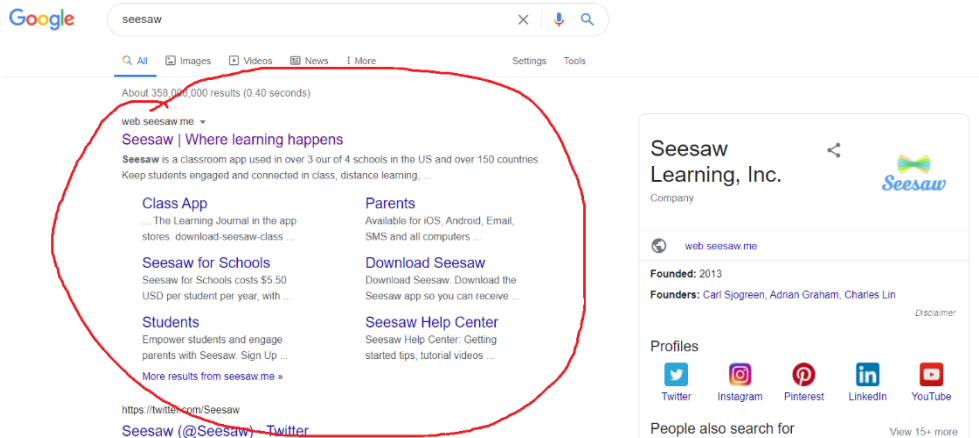 Google
seesaw
All Images Videos News More Settings Tools
About 358,000,000 results (0.40 seconds)
web.seesaw.me
Seesaw | Where learning happens
Seesaw is a classroom app used in over 3 our of 4 schools in the US and over 150 countries.
Keep students engaged and connected in class, distance learning, ...
Class App
... The Learning Journal in the app
stores. download-seesaw-class ...
Parents
Available for iOS, Android, Email,
SMS and all computers ...
Seesaw for Schools
Seesaw for Schools costs $5.50
USD per student per year, with ...
Download Seesaw
Download Seesaw. Download the
Seesaw app so you can receive ...
Students
Empower students and engage
parents with Seesaw. Sign Up ...
Seesaw Help Center
Seesaw Help Center: Getting
started tips, tutorial videos ...
More results from seesaw.me »
https://twitter.com/Seesaw
Seesaw (@Seesaw) - Twitter
Seesaw
Learning, Inc.
Company
Seesaw
web.seesaw.me
Founded: 2013
Founders: Carl Sjogreen, Adrian Graham, Charles Lin
Disclaimer
Profiles
Twitter Instagram Pinterest LinkedIn YouTube
People also search for View 15+ more